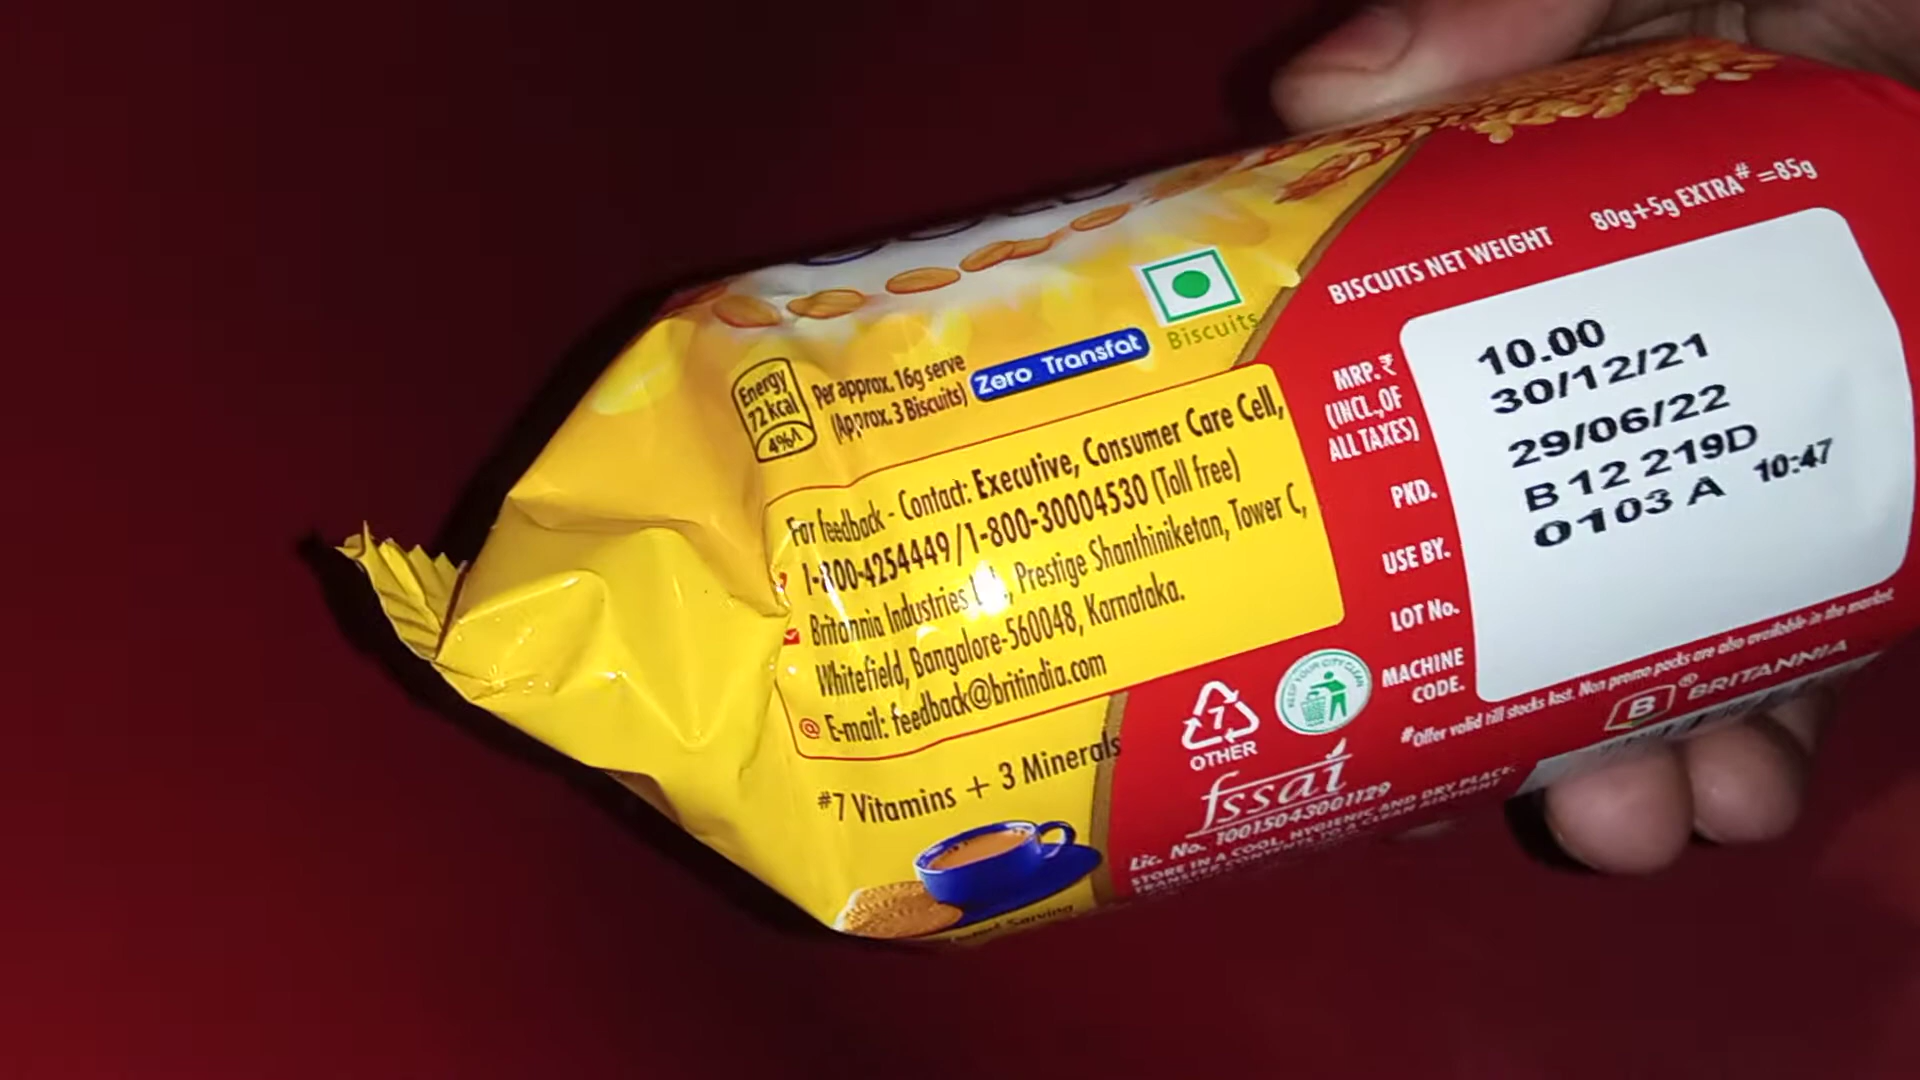 BISCUITS NET WEIGHT 80g+5g EXTRA# =85g
Biscuits
Energy
72 kcal
4%^
Per approx. 16g serve
(Approx. 3 Biscuits)
Zero Transfat
For feedback - Contact: Executive, Consumer Care Cell,
1-800-4254449/1-800-30004530 (Toll free)
Britannia Industries Prestige Shanthiniketan, Tower C,
Whitefield, Bangalore-560048, Karnataka.
@ E-mail: feedback@britindia.com
#7 Vitamins + 3 Minerals
MRP. ₹
(INCL.,OF
ALL TAXES)
PKD.
USE BY.
LOT No.
MACHINE
CODE.
10.00
30/12/21
29/06/22
B 12 219D
0103 A 10:47
#Offer valid till stocks last. Non promo packs are also available in the market.
B ® BRITANNIA
7
OTHER
KEEP YOUR CITY CLEAN
fssai
Lic. No. 10015043001129
STORE IN A COOL, HYGIENIC AND DRY PLACE.
TRANSFER CONTENTS TO A CLEAN AIRTIGHT
Serving